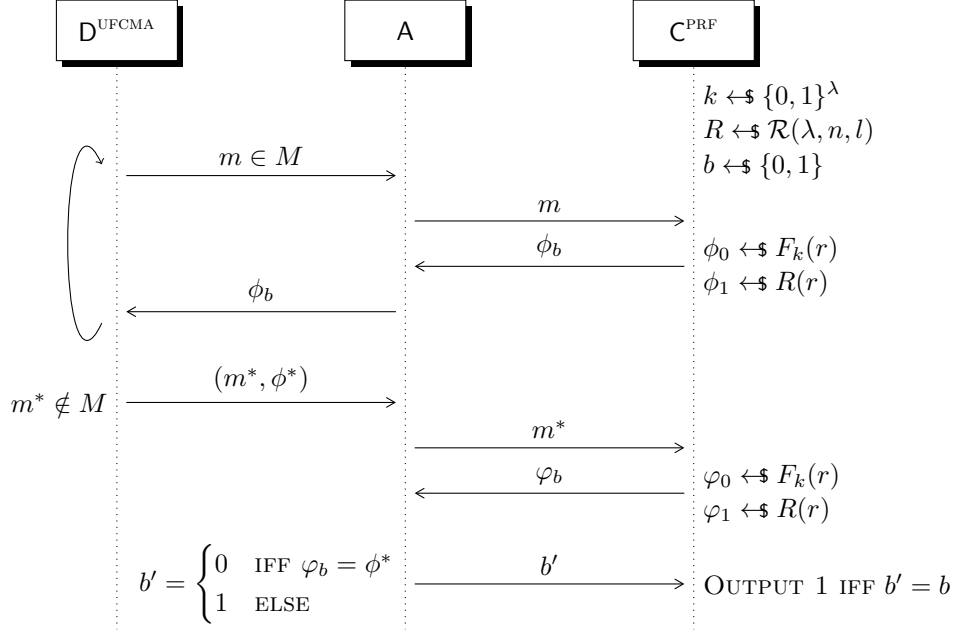 D^UFCMA A C^PRF
k ←$ {0, 1}^λ
R ←$ 𝓡(λ, n, l)
m ∈ M
b ←$ {0, 1}
m
ϕ_b
ϕ_0 ←$ F_k(r)
ϕ_1 ←$ R(r)
ϕ_b
m* ∉ M
(m*, ϕ*)
m*
φ_b
φ_0 ←$ F_k(r)
φ_1 ←$ R(r)
b′ = { 0 IFF φ_b = ϕ*
1 ELSE
b′
OUTPUT 1 IFF b′ = b